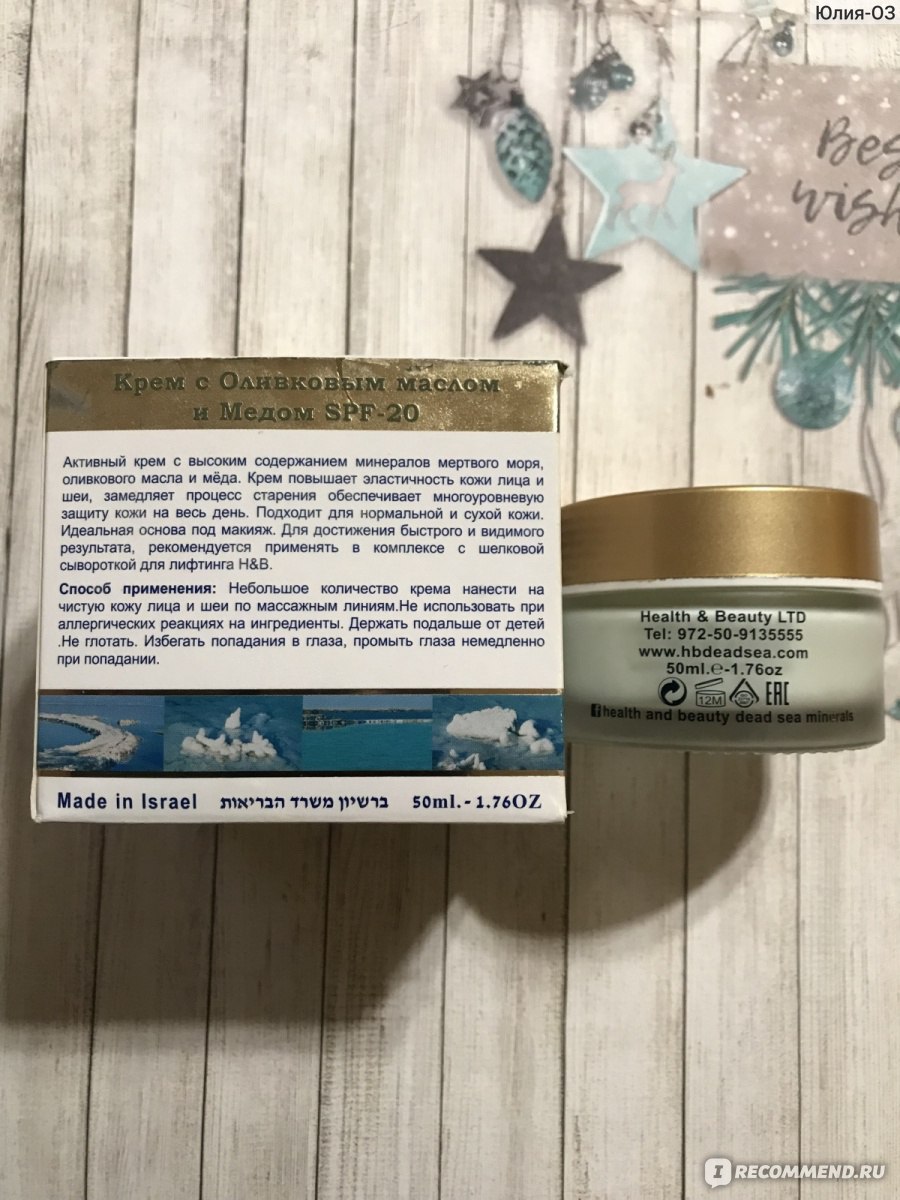 Юлия-ОЗ
Bes
wish
Крем с Оливковым маслом
и Медом SPF-20
Активный крем с высоким содержанием минералов мертвого моря,
оливкового масла и мёда. Крем повышает эластичность кожи лица и
шеи, замедляет процесс старения обеспечивает многоуровневую
защиту кожи на весь день. Подходит для нормальной и сухой кожи.
Идеальная основа под макияж. Для достижения быстрого и видимого
результата, рекомендуется применять в комплексе с шелковой
сывороткой для лифтинга H&B.
Способ применения: Небольшое количество крема нанести на
чистую кожу лица и шеи по массажным линиям.Не использовать при
аллергических реакциях на ингредиенты. Держать подальше от детей
.Не глотать. Избегать попадания в глаза, промыть глаза немедленно
при попадании.
Made in Israel ברשיון משרד הבריאות 50ml.-1.76OZ
Health & Beauty LTD
Tel: 972-50-9135555
www.hbdeadsea.com
50ml.℮-1.76oz
12M EAC
health and beauty dead sea minerals
IRECOMMEND.RU